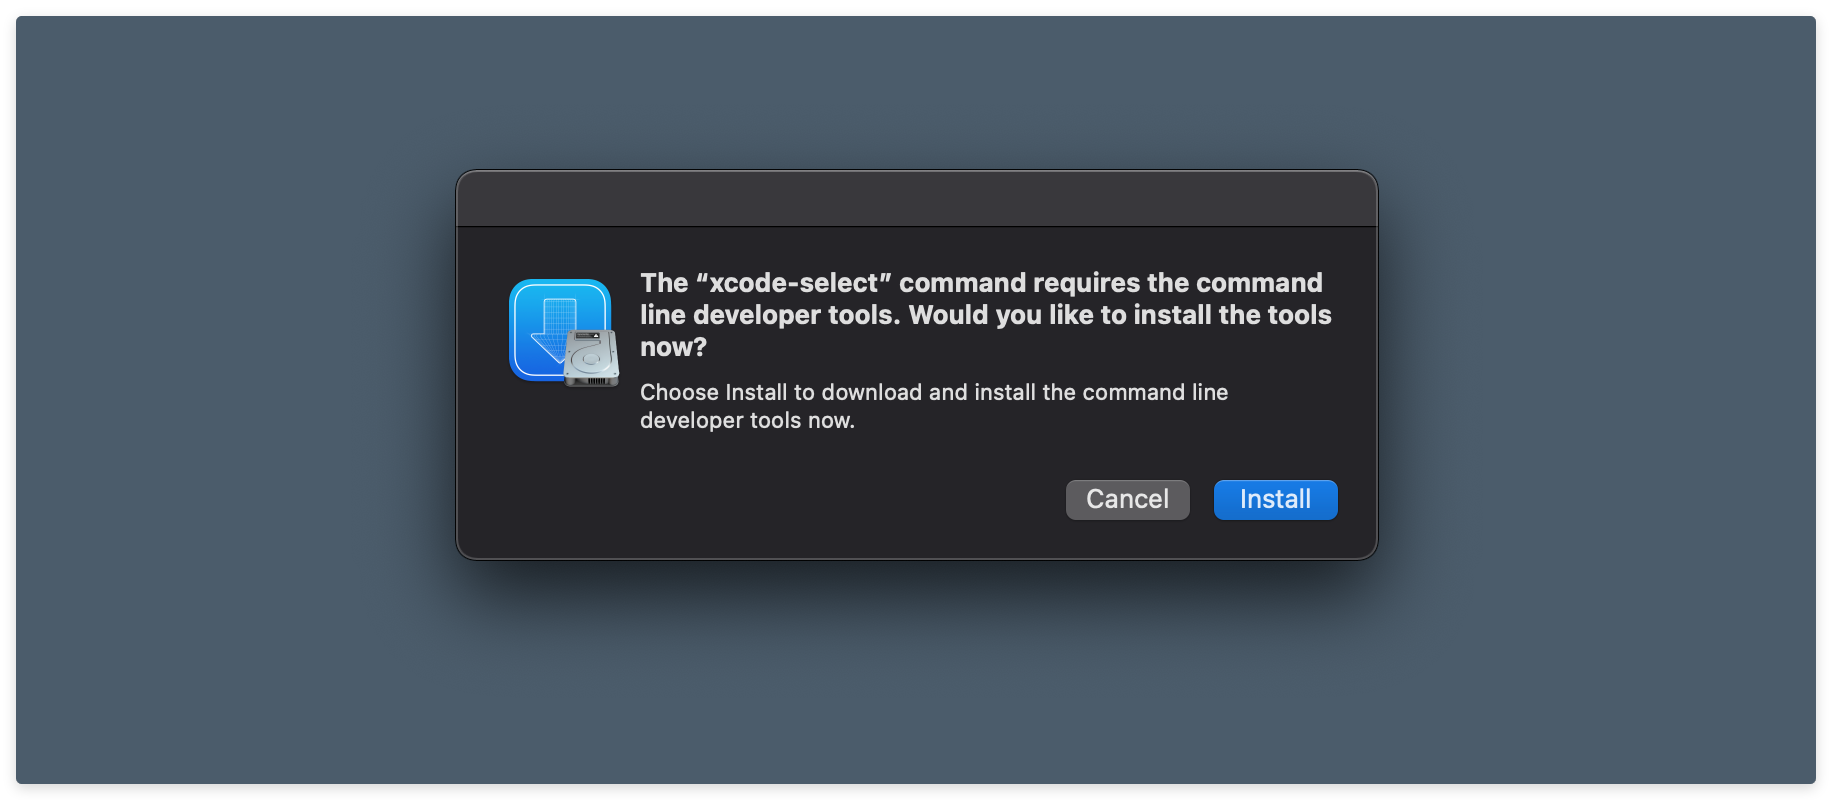 The “xcode-select” command requires the command
line developer tools. Would you like to install the tools
now?
Choose Install to download and install the command line
developer tools now.
Cancel
Install